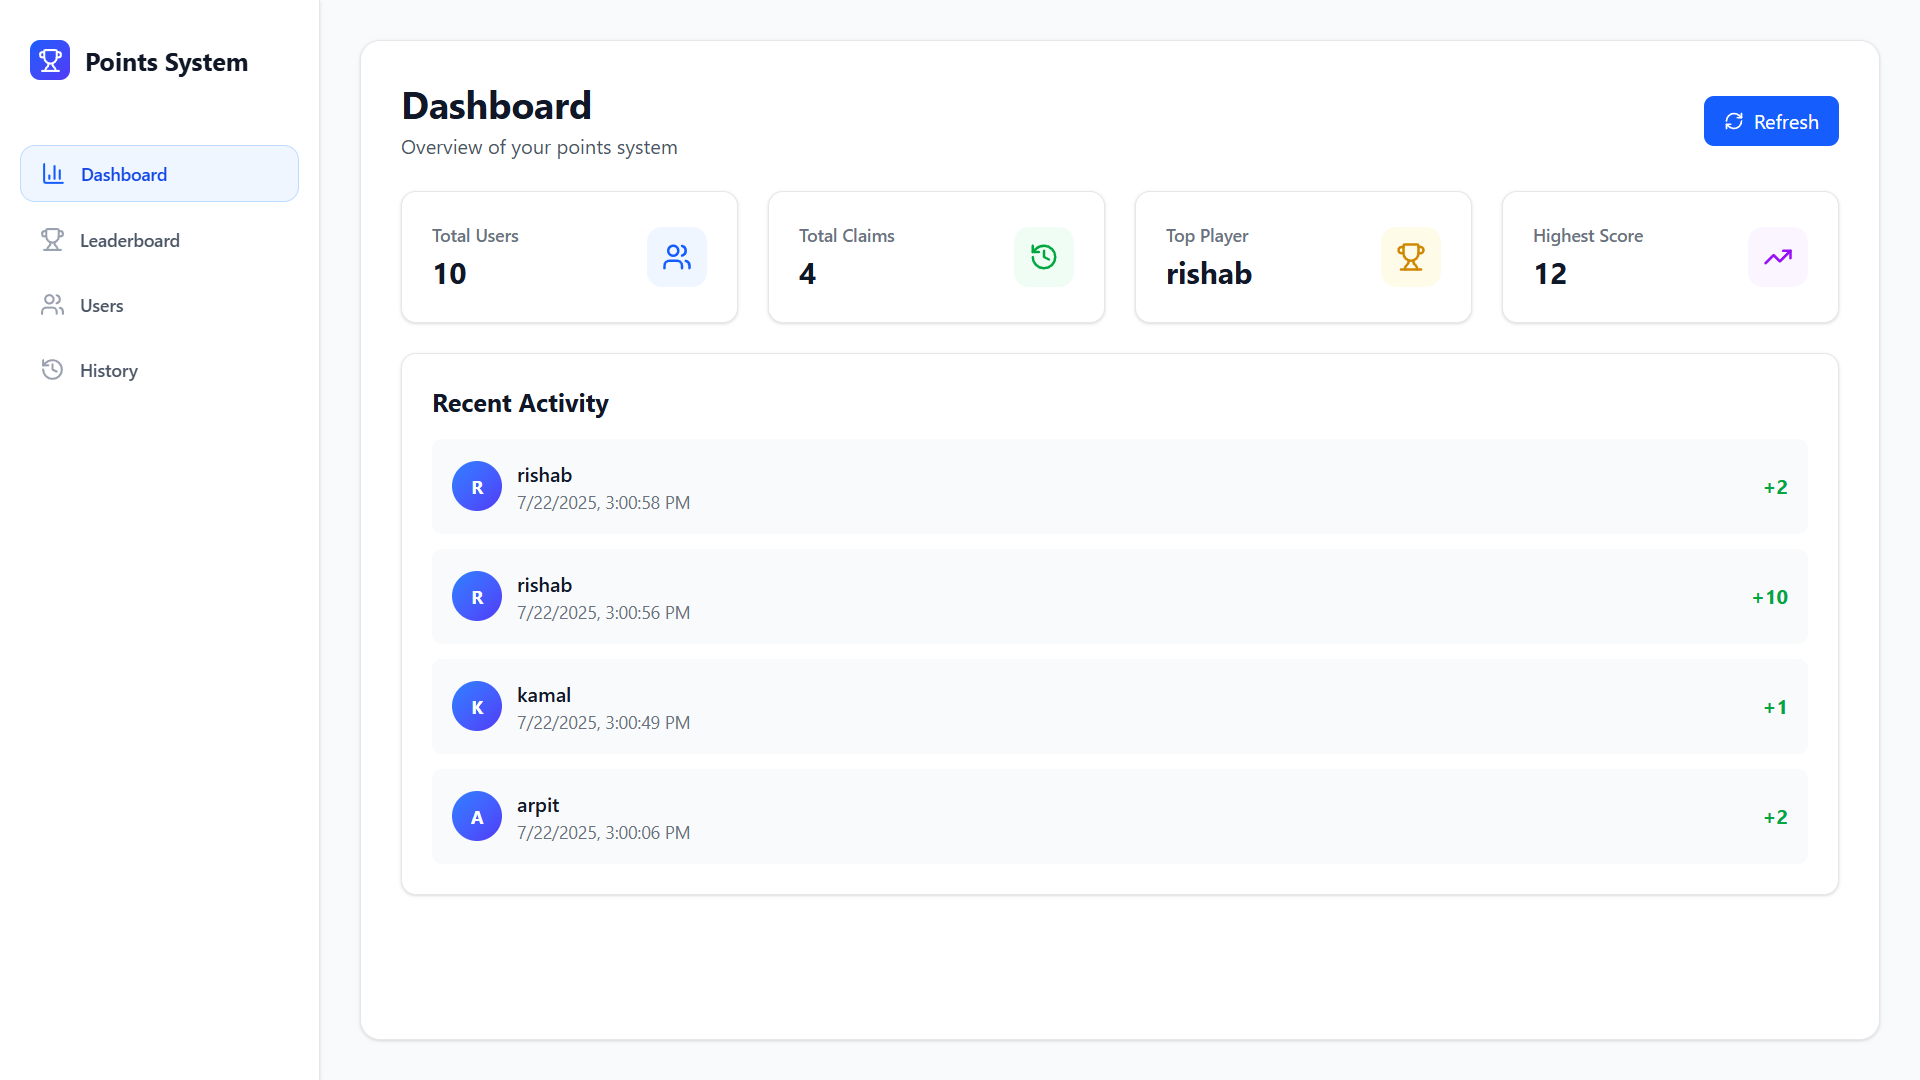 Points System
Dashboard
Leaderboard
Users
History
Dashboard
Overview of your points system
Refresh
Total Users
10
Total Claims
4
Top Player
rishab
Highest Score
12
Recent Activity
R
rishab
7/22/2025, 3:00:58 PM
+2
R
rishab
7/22/2025, 3:00:56 PM
+10
K
kamal
7/22/2025, 3:00:49 PM
+1
A
arpit
7/22/2025, 3:00:06 PM
+2